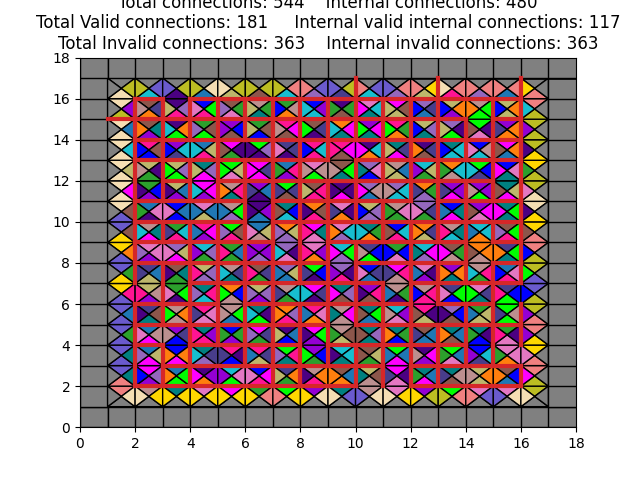 Total connections: 544    Internal connections: 480
Total Valid connections: 181     Internal valid internal connections: 117
Total Invalid connections: 363    Internal invalid connections: 363
18
16
14
12
10
8
6
4
2
0
0 2 4 6 8 10 12 14 16 18